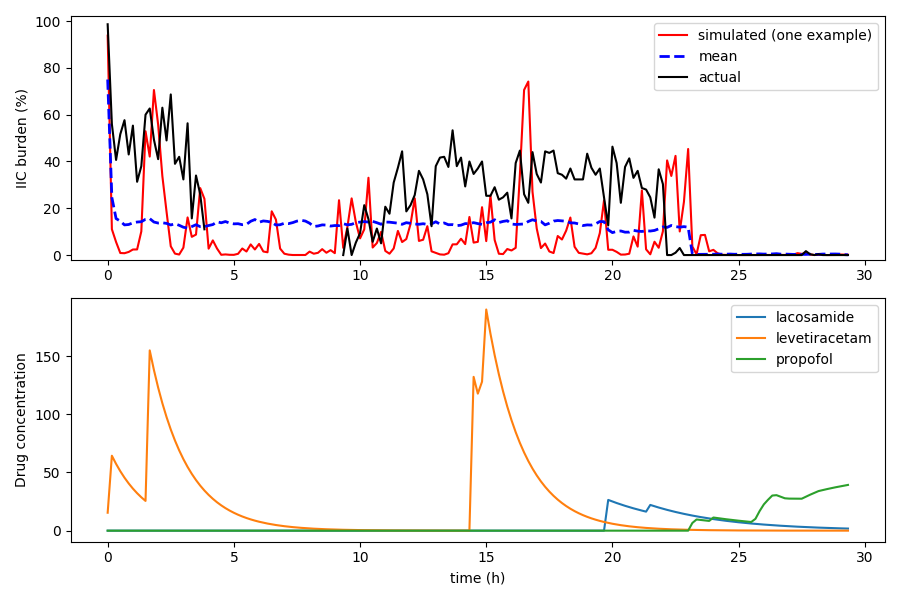 100
80
60
40
20
0
IIC burden (%)
simulated (one example)
mean
actual
0 5 10 15 20 25 30
150
100
50
0
Drug concentration
lacosamide
levetiracetam
propofol
0 5 10 15 20 25 30
time (h)